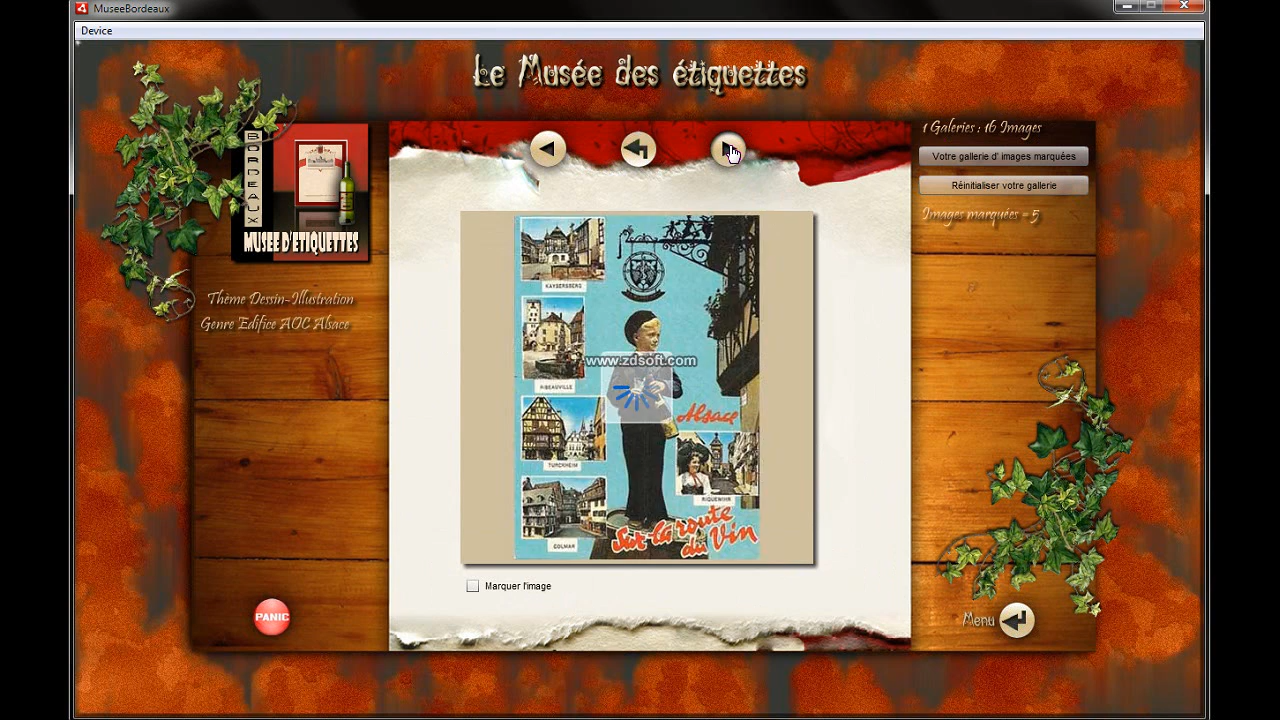 MuseeBordeaux
Device
Le Musée des étiquettes
BORDEAUX
MUSEE D'ETIQUETTES
Thème Dessin-Illustration
Genre Edifice AOC Alsace
1 Galeries : 16 Images
Votre gallerie d' images marquées
Réinitialiser votre gallerie
Images marquées = 5
KAYSERSBERG
RIBEAUVILLE
www.zdsoft.com
Alsace
TURCKHEIM
RIQUEWIHR
COLMAR
Sur la route
du Vin
Marquer l'image
PANIC
Menu